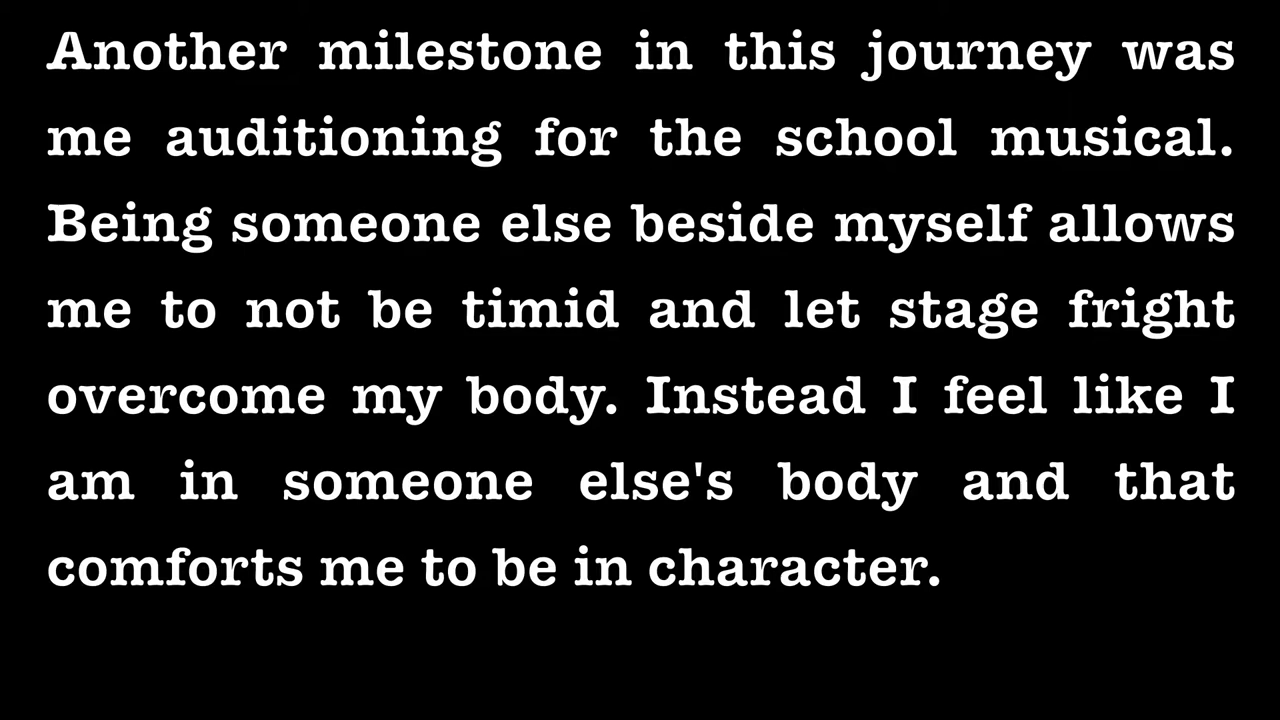 Another milestone in this journey was
me auditioning for the school musical.
Being someone else beside myself allows
me to not be timid and let stage fright
overcome my body. Instead I feel like I
am in someone else's body and that
comforts me to be in character.